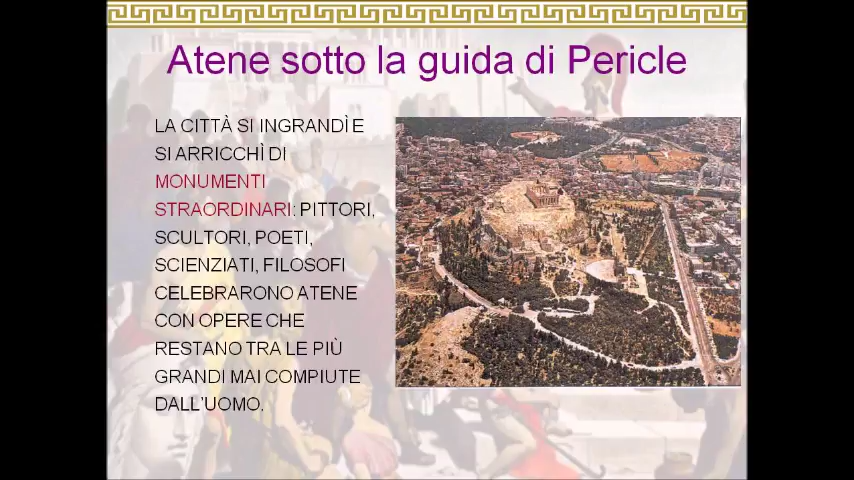 Atene sotto la guida di Pericle
LA CITTÀ SI INGRANDÌ E
SI ARRICCHÌ DI
MONUMENTI
STRAORDINARI: PITTORI,
SCULTORI, POETI,
SCIENZIATI, FILOSOFI
CELEBRARONO ATENE
CON OPERE CHE
RESTANO TRA LE PIÙ
GRANDI MAI COMPIUTE
DALL'UOMO.